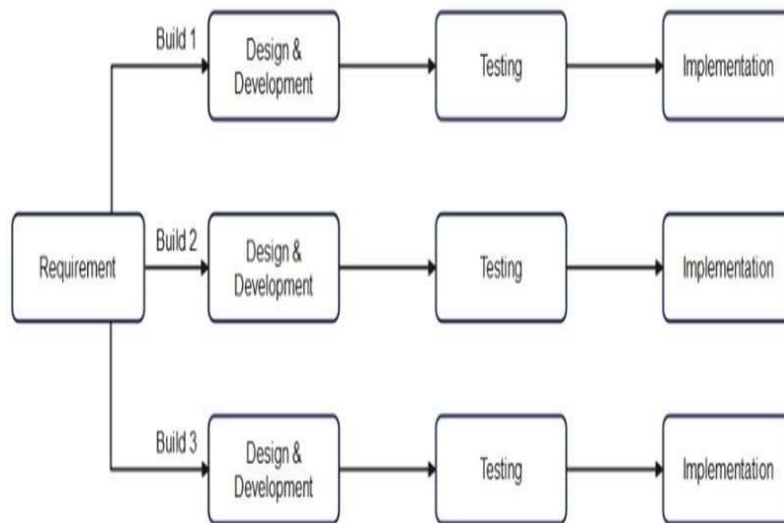 Build 1
Design &
Development
Testing
Implementation
Requirement
Build 2
Design &
Development
Testing
Implementation
Build 3
Design &
Development
Testing
Implementation